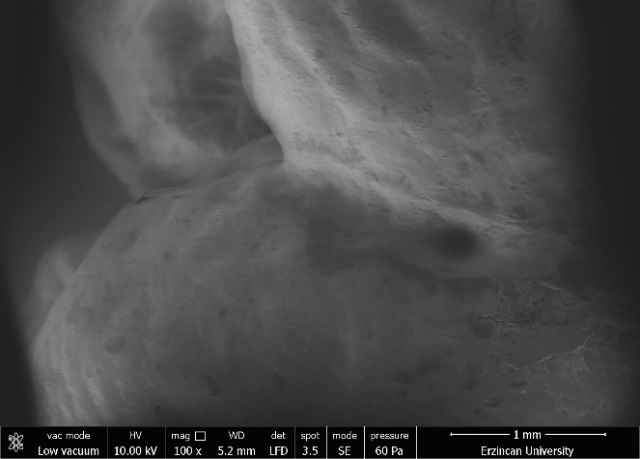 vac mode HV mag WD det spot mode pressure 1 mm
Low vacuum 10.00 kV 100 x 5.2 mm LFD 3.5 SE 60 Pa Erzincan University